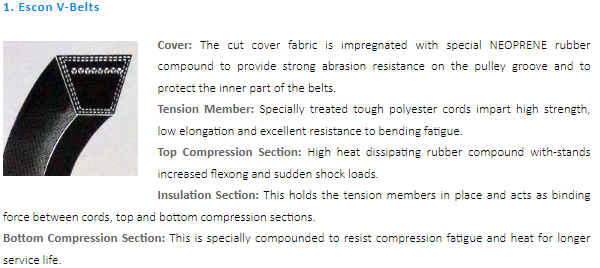 1. Escon V-Belts
Cover: The cut cover fabric is impregnated with special NEOPRENE rubber
compound to provide strong abrasion resistance on the pulley groove and to
protect the inner part of the belts.
Tension Member: Specially treated tough polyester cords impart high strength,
low elongation and excellent resistance to bending fatigue.
Top Compression Section: High heat dissipating rubber compound with-stands
increased flexong and sudden shock loads.
Insulation Section: This holds the tension members in place and acts as binding
force between cords, top and bottom compression sections.
Bottom Compression Section: This is specially compounded to resist compression fatigue and heat for longer
service life.